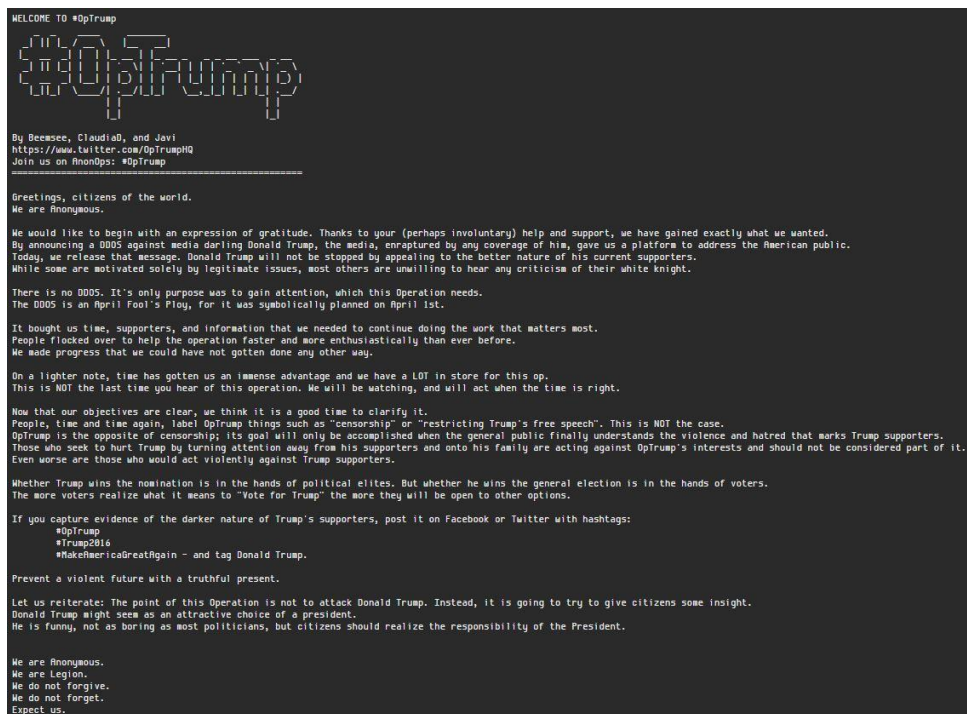 WELCOME TO #OpTrump
#OpTrump
By Beemsee, ClaudiaD, and Javi
https://www.twitter.com/OpTrumpHQ
Join us on AnonOps: #OpTrump
=====================================================
Greetings, citizens of the world.
We are Anonymous.
We would like to begin with an expression of gratitude. Thanks to your (perhaps involuntary) help and support, we have gained exactly what we wanted.
By announcing a DDOS against media darling Donald Trump, the media, enraptured by any coverage of him, gave us a platform to address the American public.
Today, we release that message. Donald Trump will not be stopped by appealing to the better nature of his current supporters.
While some are motivated solely by legitimate issues, most others are unwilling to hear any criticism of their white knight.
There is no DDOS. It's only purpose was to gain attention, which this Operation needs.
The DDOS is an April Fool's Ploy, for it was symbolically planned on April 1st.
It bought us time, supporters, and information that we needed to continue doing the work that matters most.
People flocked over to help the operation faster and more enthusiastically than ever before.
We made progress that we could have not gotten done any other way.
On a lighter note, time has gotten us an immense advantage and we have a LOT in store for this op.
This is NOT the last time you hear of this operation. We will be watching, and will act when the time is right.
Now that our objectives are clear, we think it is a good time to clarify it.
People, time and time again, label OpTrump things such as "censorship" or "restricting Trump's free speech". This is NOT the case.
OpTrump is the opposite of censorship; its goal will only be accomplished when the general public finally understands the violence and hatred that marks Trump supporters.
Those who seek to hurt Trump by turning attention away from his supporters and onto his family are acting against OpTrump's interests and should not be considered part of it.
Even worse are those who would act violently against Trump supporters.
Whether Trump wins the nomination is in the hands of political elites. But whether he wins the general election is in the hands of voters.
The more voters realize what it means to "Vote for Trump" the more they will be open to other options.
If you capture evidence of the darker nature of Trump's supporters, post it on Facebook or Twitter with hashtags:
#OpTrump
#Trump2016
#MakeAmericaGreatAgain - and tag Donald Trump.
Prevent a violent future with a truthful present.
Let us reiterate: The point of this Operation is not to attack Donald Trump. Instead, it is going to try to give citizens some insight.
Donald Trump might seem as an attractive choice of a president.
He is funny, not as boring as most politicians, but citizens should realize the responsibility of the President.
We are Anonymous.
We are Legion.
We do not forgive.
We do not forget.
Expect us.